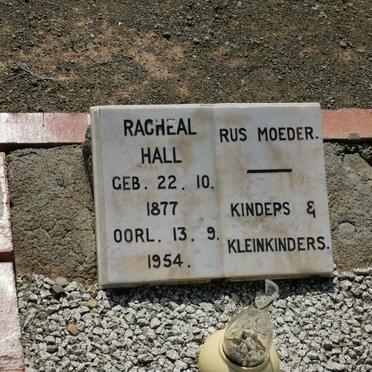 RACHEAL
HALL
GEB. 22. 10.
1877
OORL. 13. 9.
1954.
RUS MOEDER.
KINDEPS &
KLEINKINDERS.